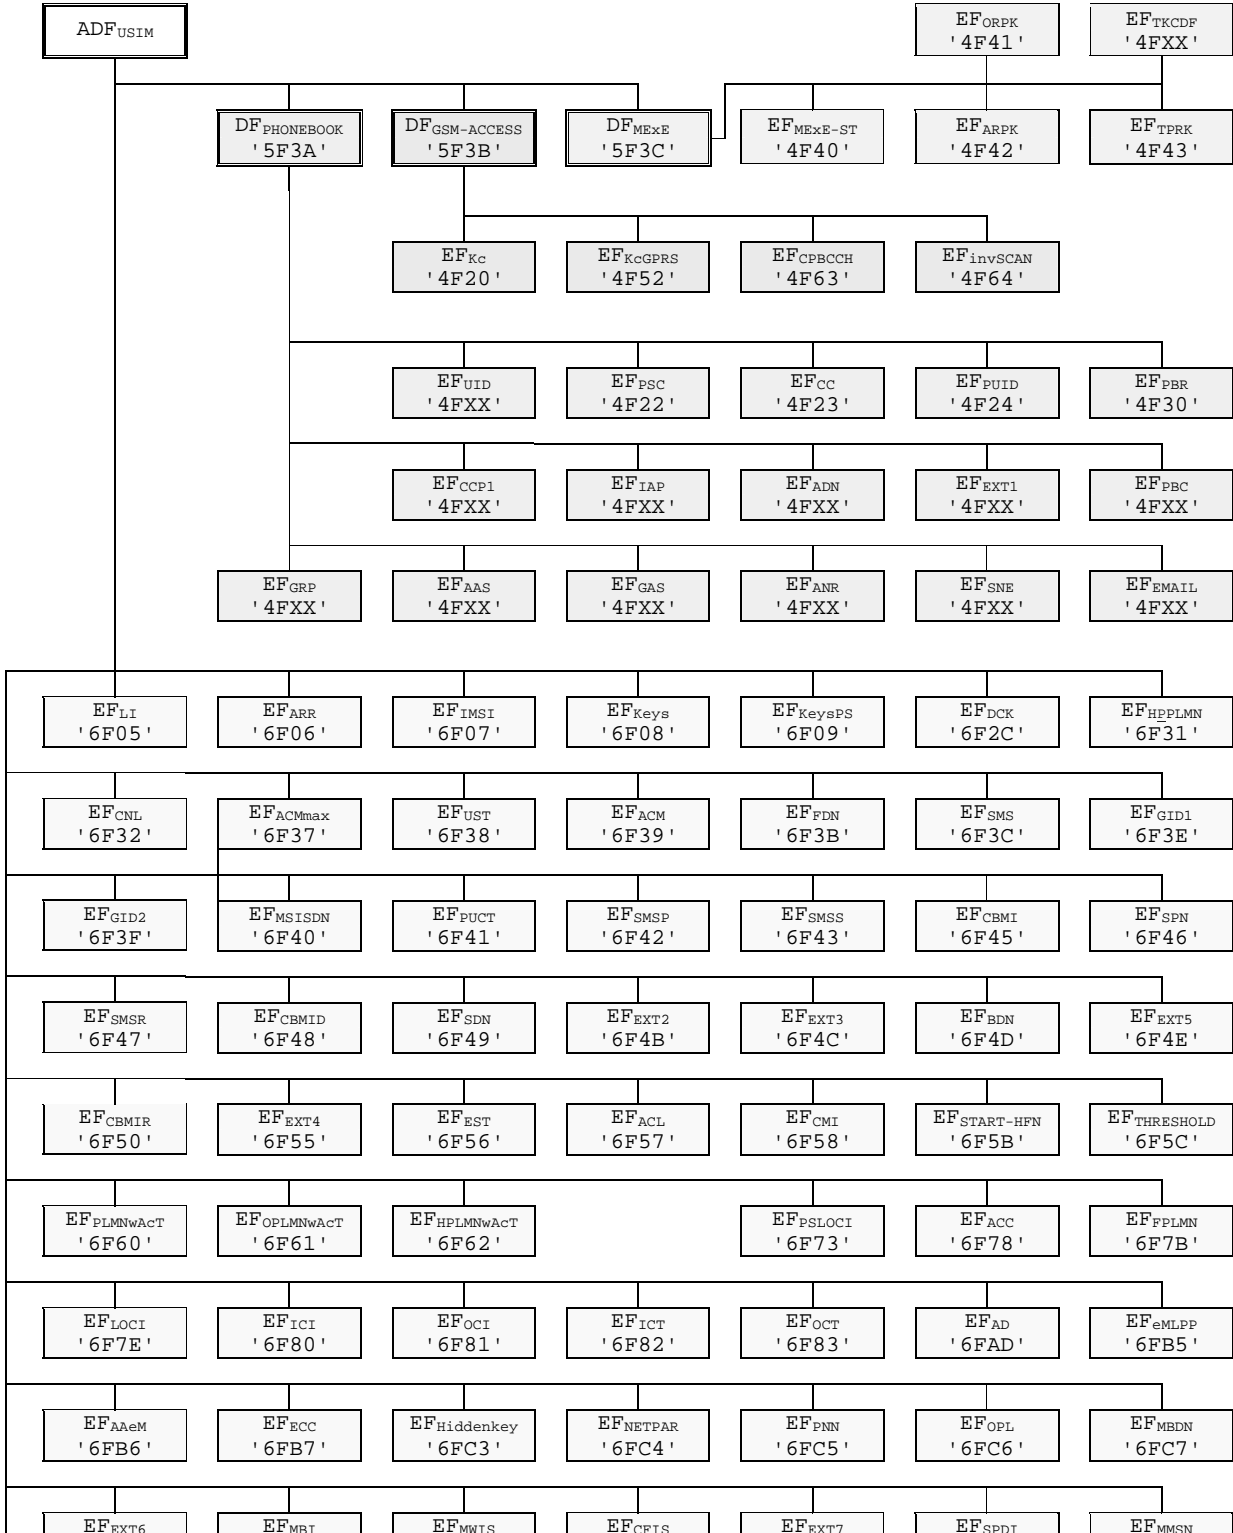 ADFUSIM
EFORPK
'4F41'
EFTKCDF
'4FXX'
DFPHONEBOOK
'5F3A'
DFGSM-ACCESS
'5F3B'
DFMExE
'5F3C'
EFMExE-ST
'4F40'
EFARPK
'4F42'
EFTPRK
'4F43'
EFKc
'4F20'
EFKcGPRS
'4F52'
EFCPBCCH
'4F63'
EFinvSCAN
'4F64'
EFUID
'4FXX'
EFPSC
'4F22'
EFCC
'4F23'
EFPUID
'4F24'
EFPBR
'4F30'
EFCCP1
'4FXX'
EFIAP
'4FXX'
EFADN
'4FXX'
EFEXT1
'4FXX'
EFPBC
'4FXX'
EFGRP
'4FXX'
EFAAS
'4FXX'
EFGAS
'4FXX'
EFANR
'4FXX'
EFSNE
'4FXX'
EFEMAIL
'4FXX'
EFLI
'6F05'
EFARR
'6F06'
EFIMSI
'6F07'
EFKeys
'6F08'
EFKeysPS
'6F09'
EFDCK
'6F2C'
EFHPPLMN
'6F31'
EFCNL
'6F32'
EFACMmax
'6F37'
EFUST
'6F38'
EFACM
'6F39'
EFFDN
'6F3B'
EFSMS
'6F3C'
EFGID1
'6F3E'
EFGID2
'6F3F'
EFMSISDN
'6F40'
EFPUCT
'6F41'
EFSMSP
'6F42'
EFSMSS
'6F43'
EFCBMI
'6F45'
EFSPN
'6F46'
EFSMSR
'6F47'
EFCBMID
'6F48'
EFSDN
'6F49'
EFEXT2
'6F4B'
EFEXT3
'6F4C'
EFBDN
'6F4D'
EFEXT5
'6F4E'
EFCBMIR
'6F50'
EFEXT4
'6F55'
EFEST
'6F56'
EFACL
'6F57'
EFCMI
'6F58'
EFSTART-HFN
'6F5B'
EFTHRESHOLD
'6F5C'
EFPLMNwAcT
'6F60'
EFOPLMNwAcT
'6F61'
EFHPLMNwAcT
'6F62'
EFPSLOCI
'6F73'
EFACC
'6F78'
EFFPLMN
'6F7B'
EFLOCI
'6F7E'
EFICI
'6F80'
EFOCI
'6F81'
EFICT
'6F82'
EFOCT
'6F83'
EFAD
'6FAD'
EFeMLPP
'6FB5'
EFAAeM
'6FB6'
EFECC
'6FB7'
EFHiddenkey
'6FC3'
EFNETPAR
'6FC4'
EFPNN
'6FC5'
EFOPL
'6FC6'
EFMBDN
'6FC7'
EFEXT6
EFMBI
EFMWIS
EFCFIS
EFEXT7
EFSPDI
EFMMSN